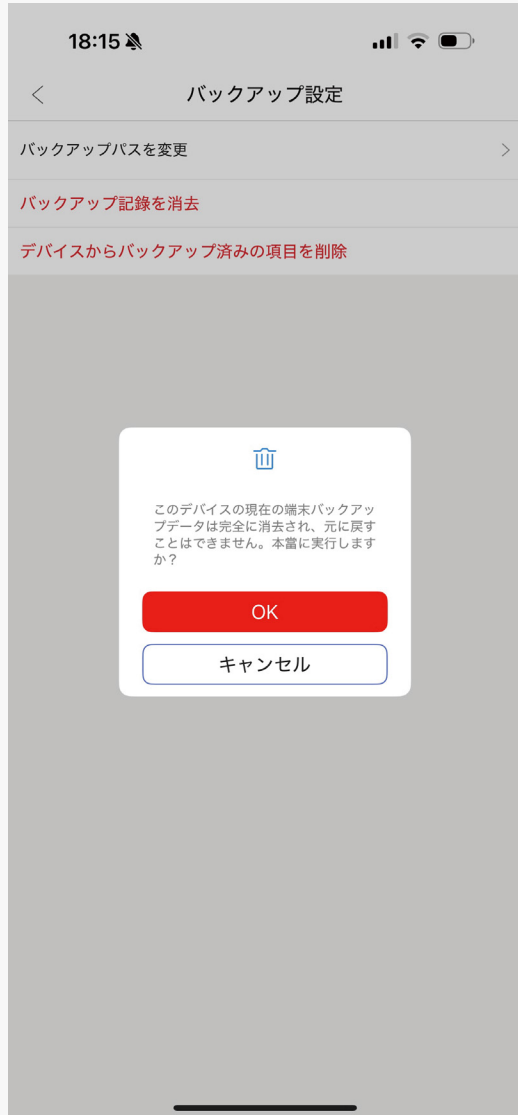 18:15
バックアップ設定
バックアップパスを変更
バックアップ記錄を消去
デバイスからバックアップ済みの項目を削除
このデバイスの現在の端末バックアッ
プデータは完全に消去され、元に戻す
ことはできません。本當に実行します
か？
OK
キャンセル